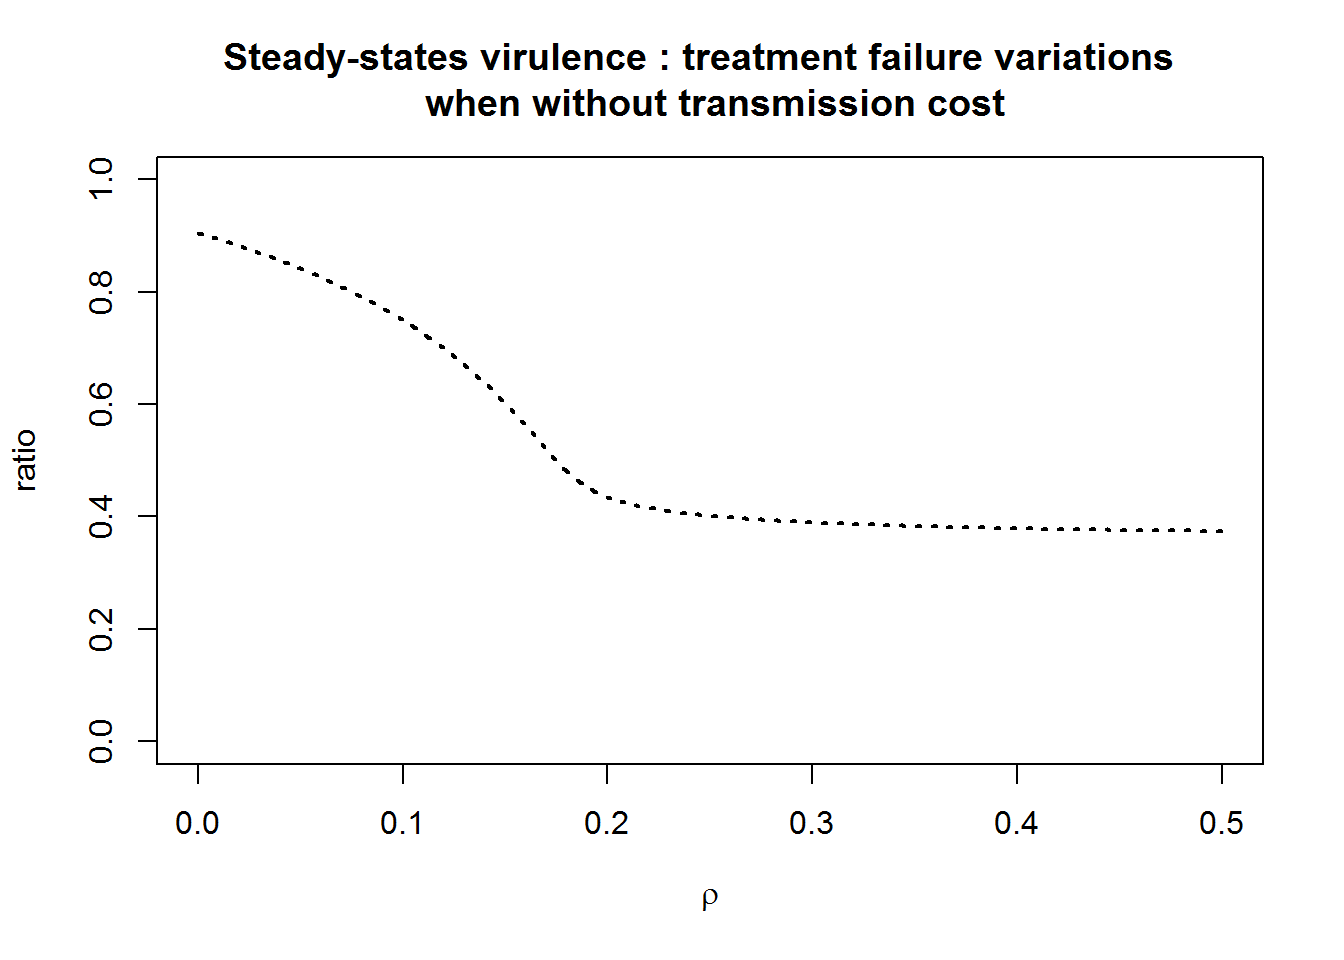 Steady-states virulence : treatment failure variations
when without transmission cost
1.0
0.8
0.6
0.4
0.2
0.0
ratio
0.0 0.1 0.2 0.3 0.4 0.5
ρ